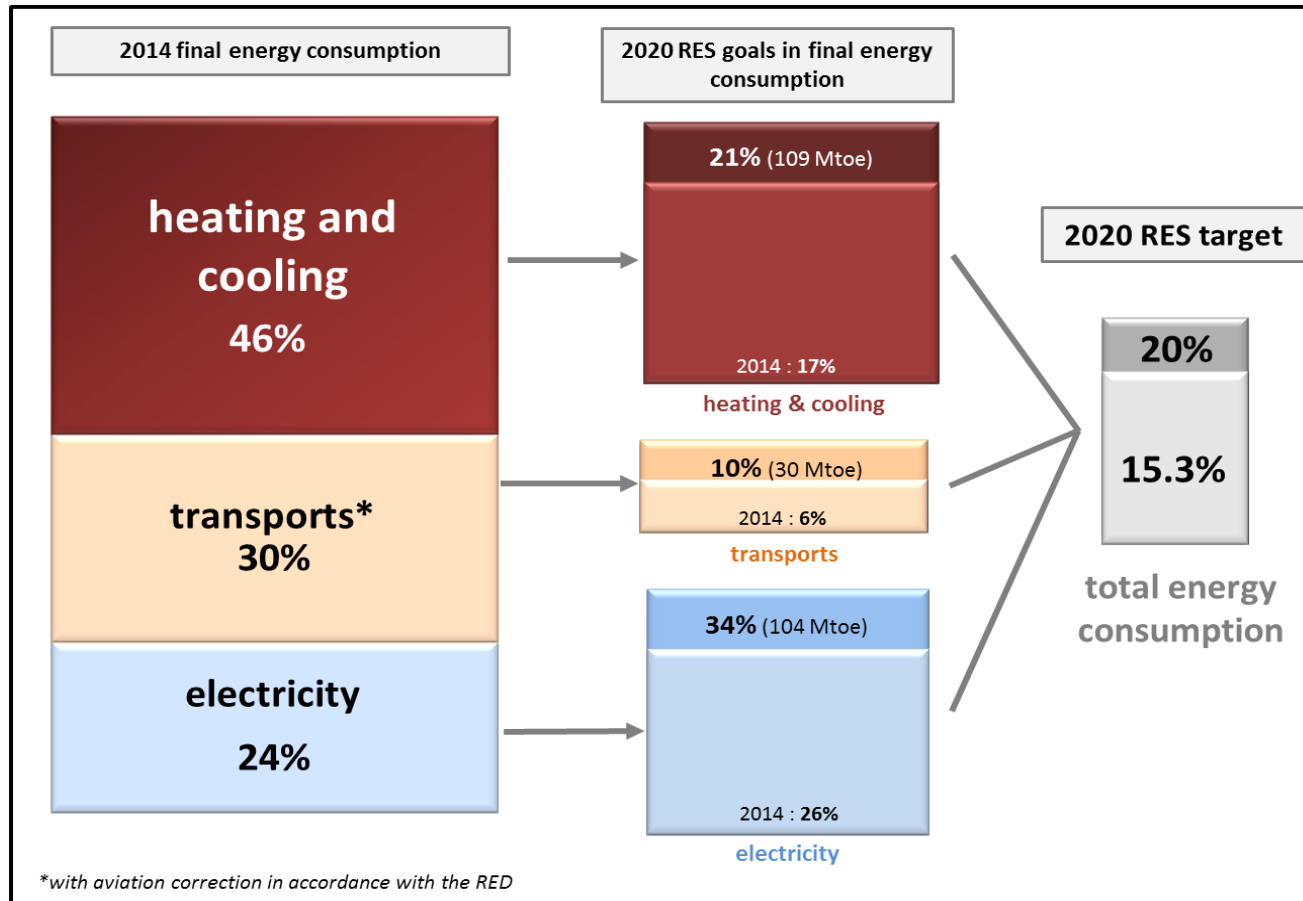 2014 final energy consumption
2020 RES goals in final energy
consumption
heating and
cooling
46%
transports*
30%
electricity
24%
21% (109 Mtoe)
2014 : 17%
heating & cooling
10% (30 Mtoe)
2014 : 6%
transports
34% (104 Mtoe)
2014 : 26%
electricity
2020 RES target
20%
15.3%
total energy
consumption
*with aviation correction in accordance with the RED